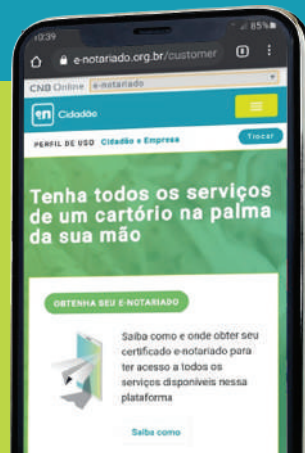 10:39
85%
e-notariado.org.br/customer
CNB Online e-notariado
en Cidadão
PERFIL DE USO Cidadão e Empresa Trocar
Tenha todos os serviços
de um cartório na palma
da sua mão
OBTENHA SEU E-NOTARIADO
Saiba como e onde obter seu
certificado e-notariado para
ter acesso a todos os
serviços disponíveis nessa
plataforma
Saiba como